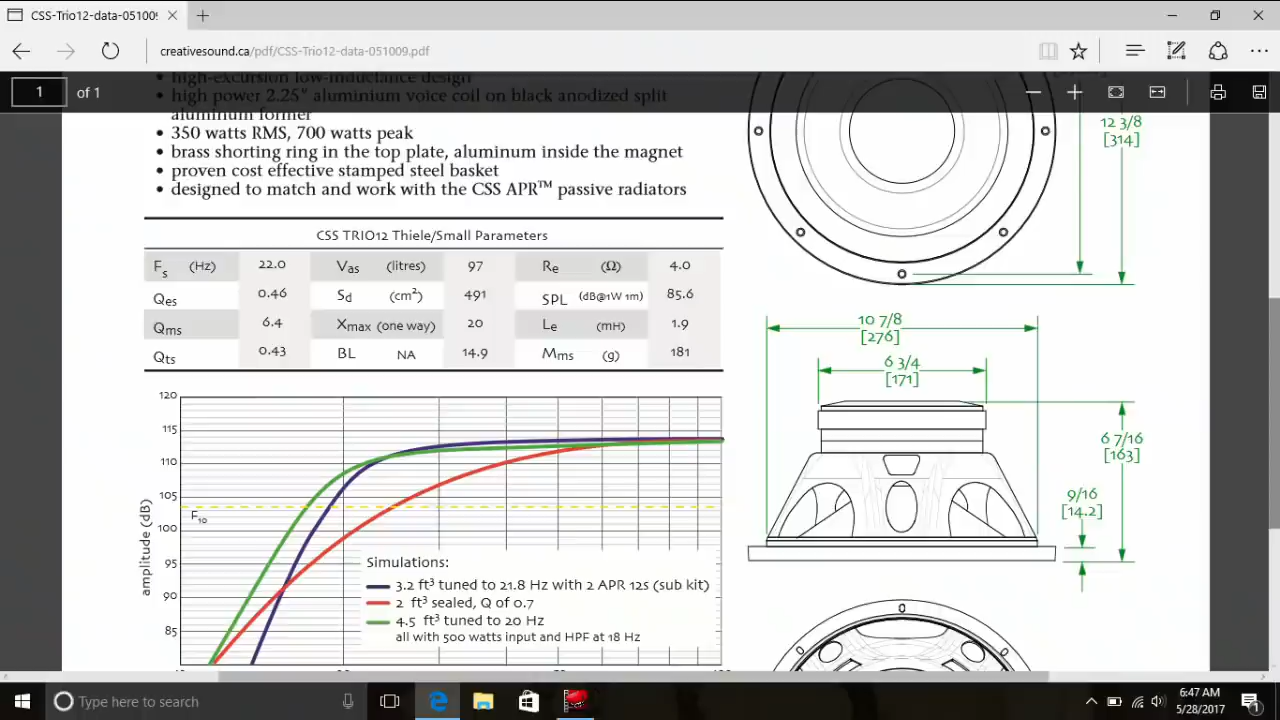 CSS-Trio12-data-05100!
creativesound.ca/pdf/CSS-Trio12-data-051009.pdf
1 of 1
• high-excursion low-inductance design
• high power 2.25" aluminium voice coil on black anodized split
aluminum former
• 350 watts RMS, 700 watts peak
• brass shorting ring in the top plate, aluminum inside the magnet
• proven cost effective stamped steel basket
• designed to match and work with the CSS APR™ passive radiators
CSS TRIO12 Thiele/Small Parameters
Fs (Hz) 22.0 Vas (litres) 97 Re (Ω) 4.0
Qes 0.46 Sd (cm²) 491 SPL (dB@1W 1m) 85.6
Qms 6.4 Xmax (one way) 20 Le (mH) 1.9
Qts 0.43 BL NA 14.9 Mms (g) 181
120
115
110
105
100
95
90
85
amplitude (dB)
F10
Simulations:
3.2 ft³ tuned to 21.8 Hz with 2 APR 12s (sub kit)
2 ft³ sealed, Q of 0.7
4.5 ft³ tuned to 20 Hz
all with 500 watts input and HPF at 18 Hz
12 3/8
[314]
10 7/8
[276]
6 3/4
[171]
6 7/16
[163]
9/16
[14.2]
Type here to search
6:47 AM
5/28/2017
1